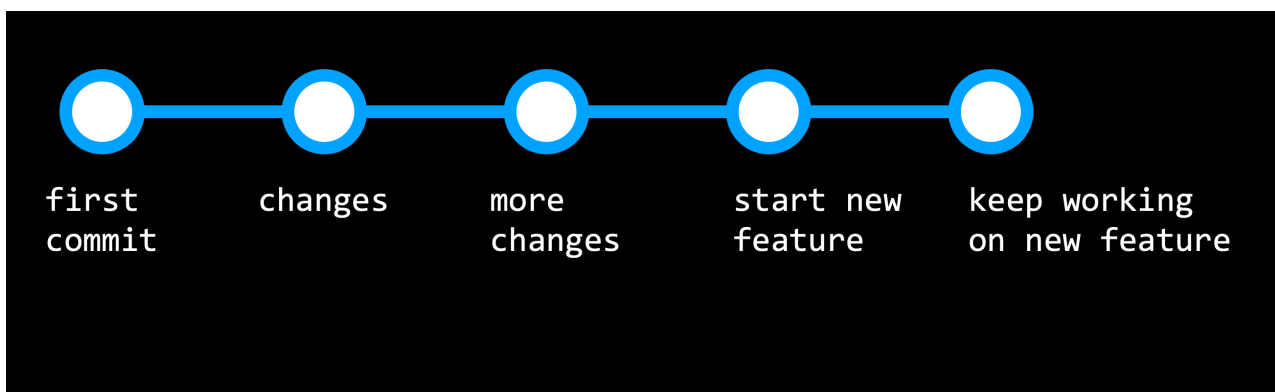 first
commit
changes
more
changes
start new
feature
keep working
on new feature